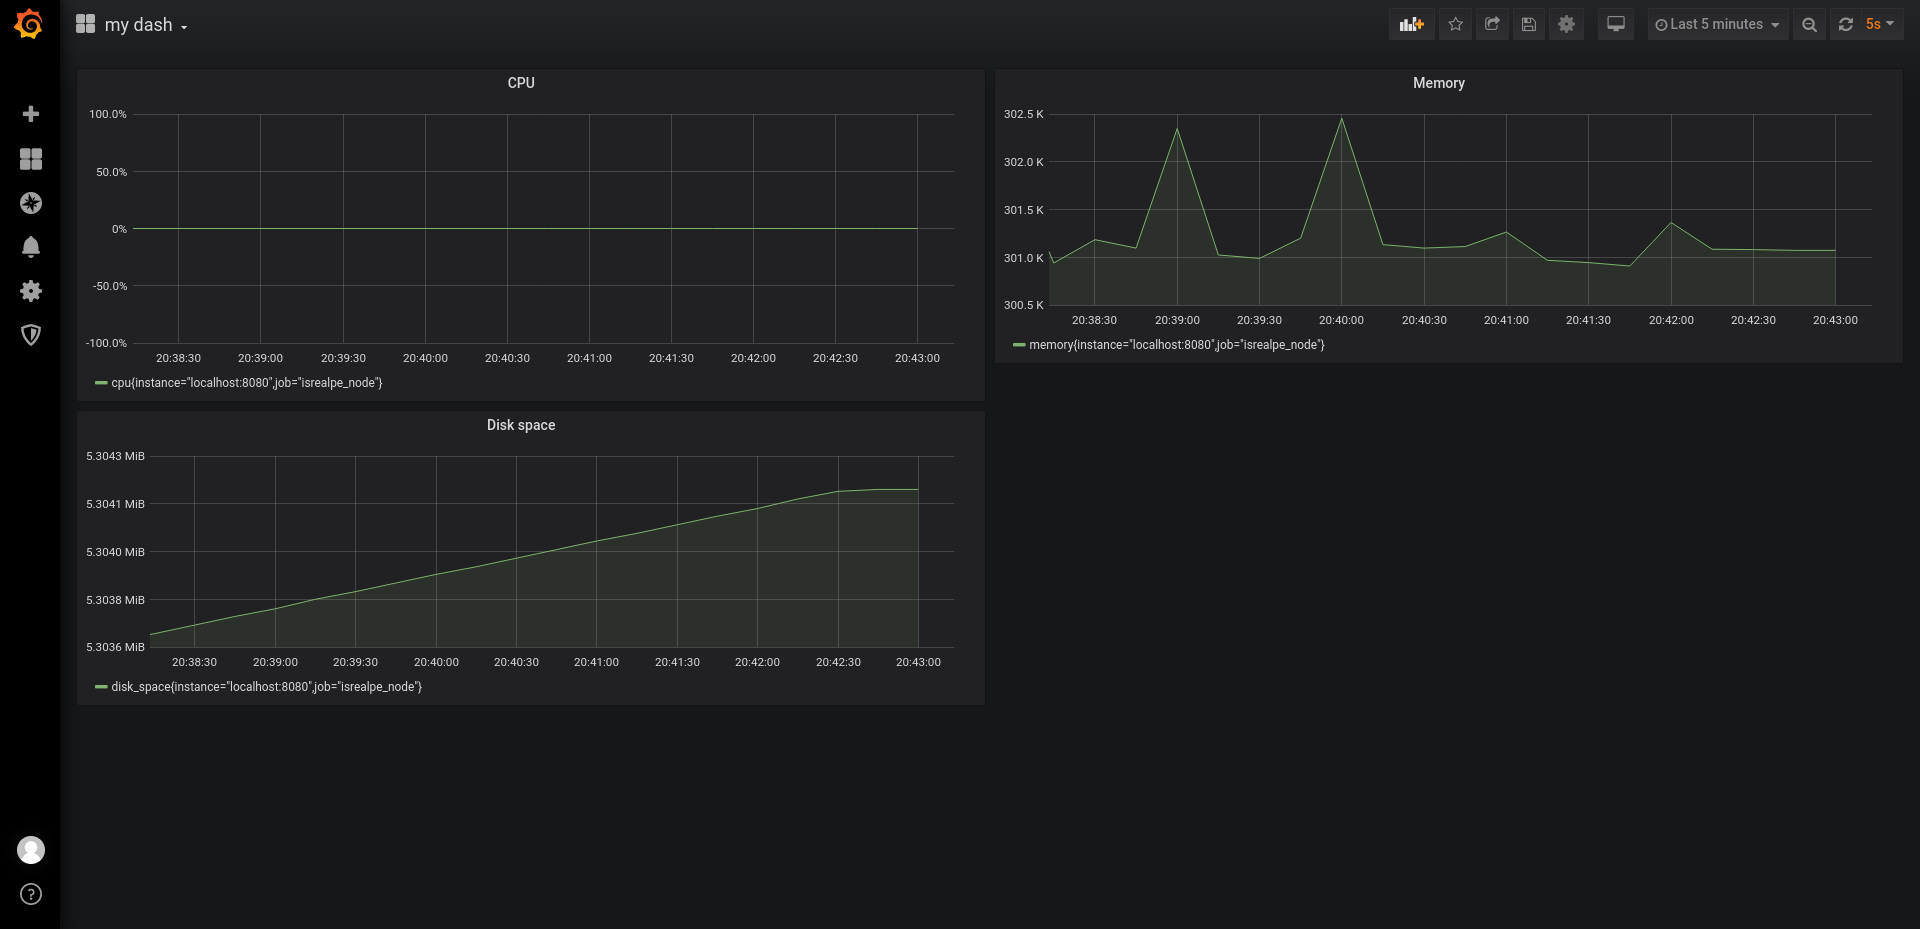 my dash
Last 5 minutes
5s
CPU
100.0%
50.0%
0%
-50.0%
-100.0%
20:38:30 20:39:00 20:39:30 20:40:00 20:40:30 20:41:00 20:41:30 20:42:00 20:42:30 20:43:00
cpu{instance="localhost:8080",job="isrealpe_node"}
Memory
302.5 K
302.0 K
301.5 K
301.0 K
300.5 K
20:38:30 20:39:00 20:39:30 20:40:00 20:40:30 20:41:00 20:41:30 20:42:00 20:42:30 20:43:00
memory{instance="localhost:8080",job="isrealpe_node"}
Disk space
5.3043 MiB
5.3041 MiB
5.3040 MiB
5.3038 MiB
5.3036 MiB
20:38:30 20:39:00 20:39:30 20:40:00 20:40:30 20:41:00 20:41:30 20:42:00 20:42:30 20:43:00
disk_space{instance="localhost:8080",job="isrealpe_node"}
?